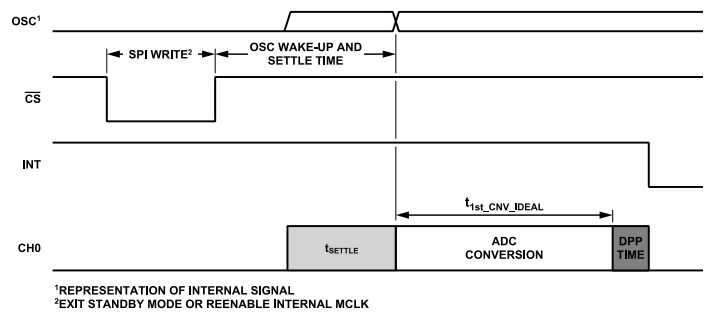 OSC¹
SPI WRITE²
OSC WAKE-UP AND
SETTLE TIME
CS
INT
t1st_CNV_IDEAL
CH0
tSETTLE
ADC
CONVERSION
DPP
TIME
¹REPRESENTATION OF INTERNAL SIGNAL
²EXIT STANDBY MODE OR REENABLE INTERNAL MCLK